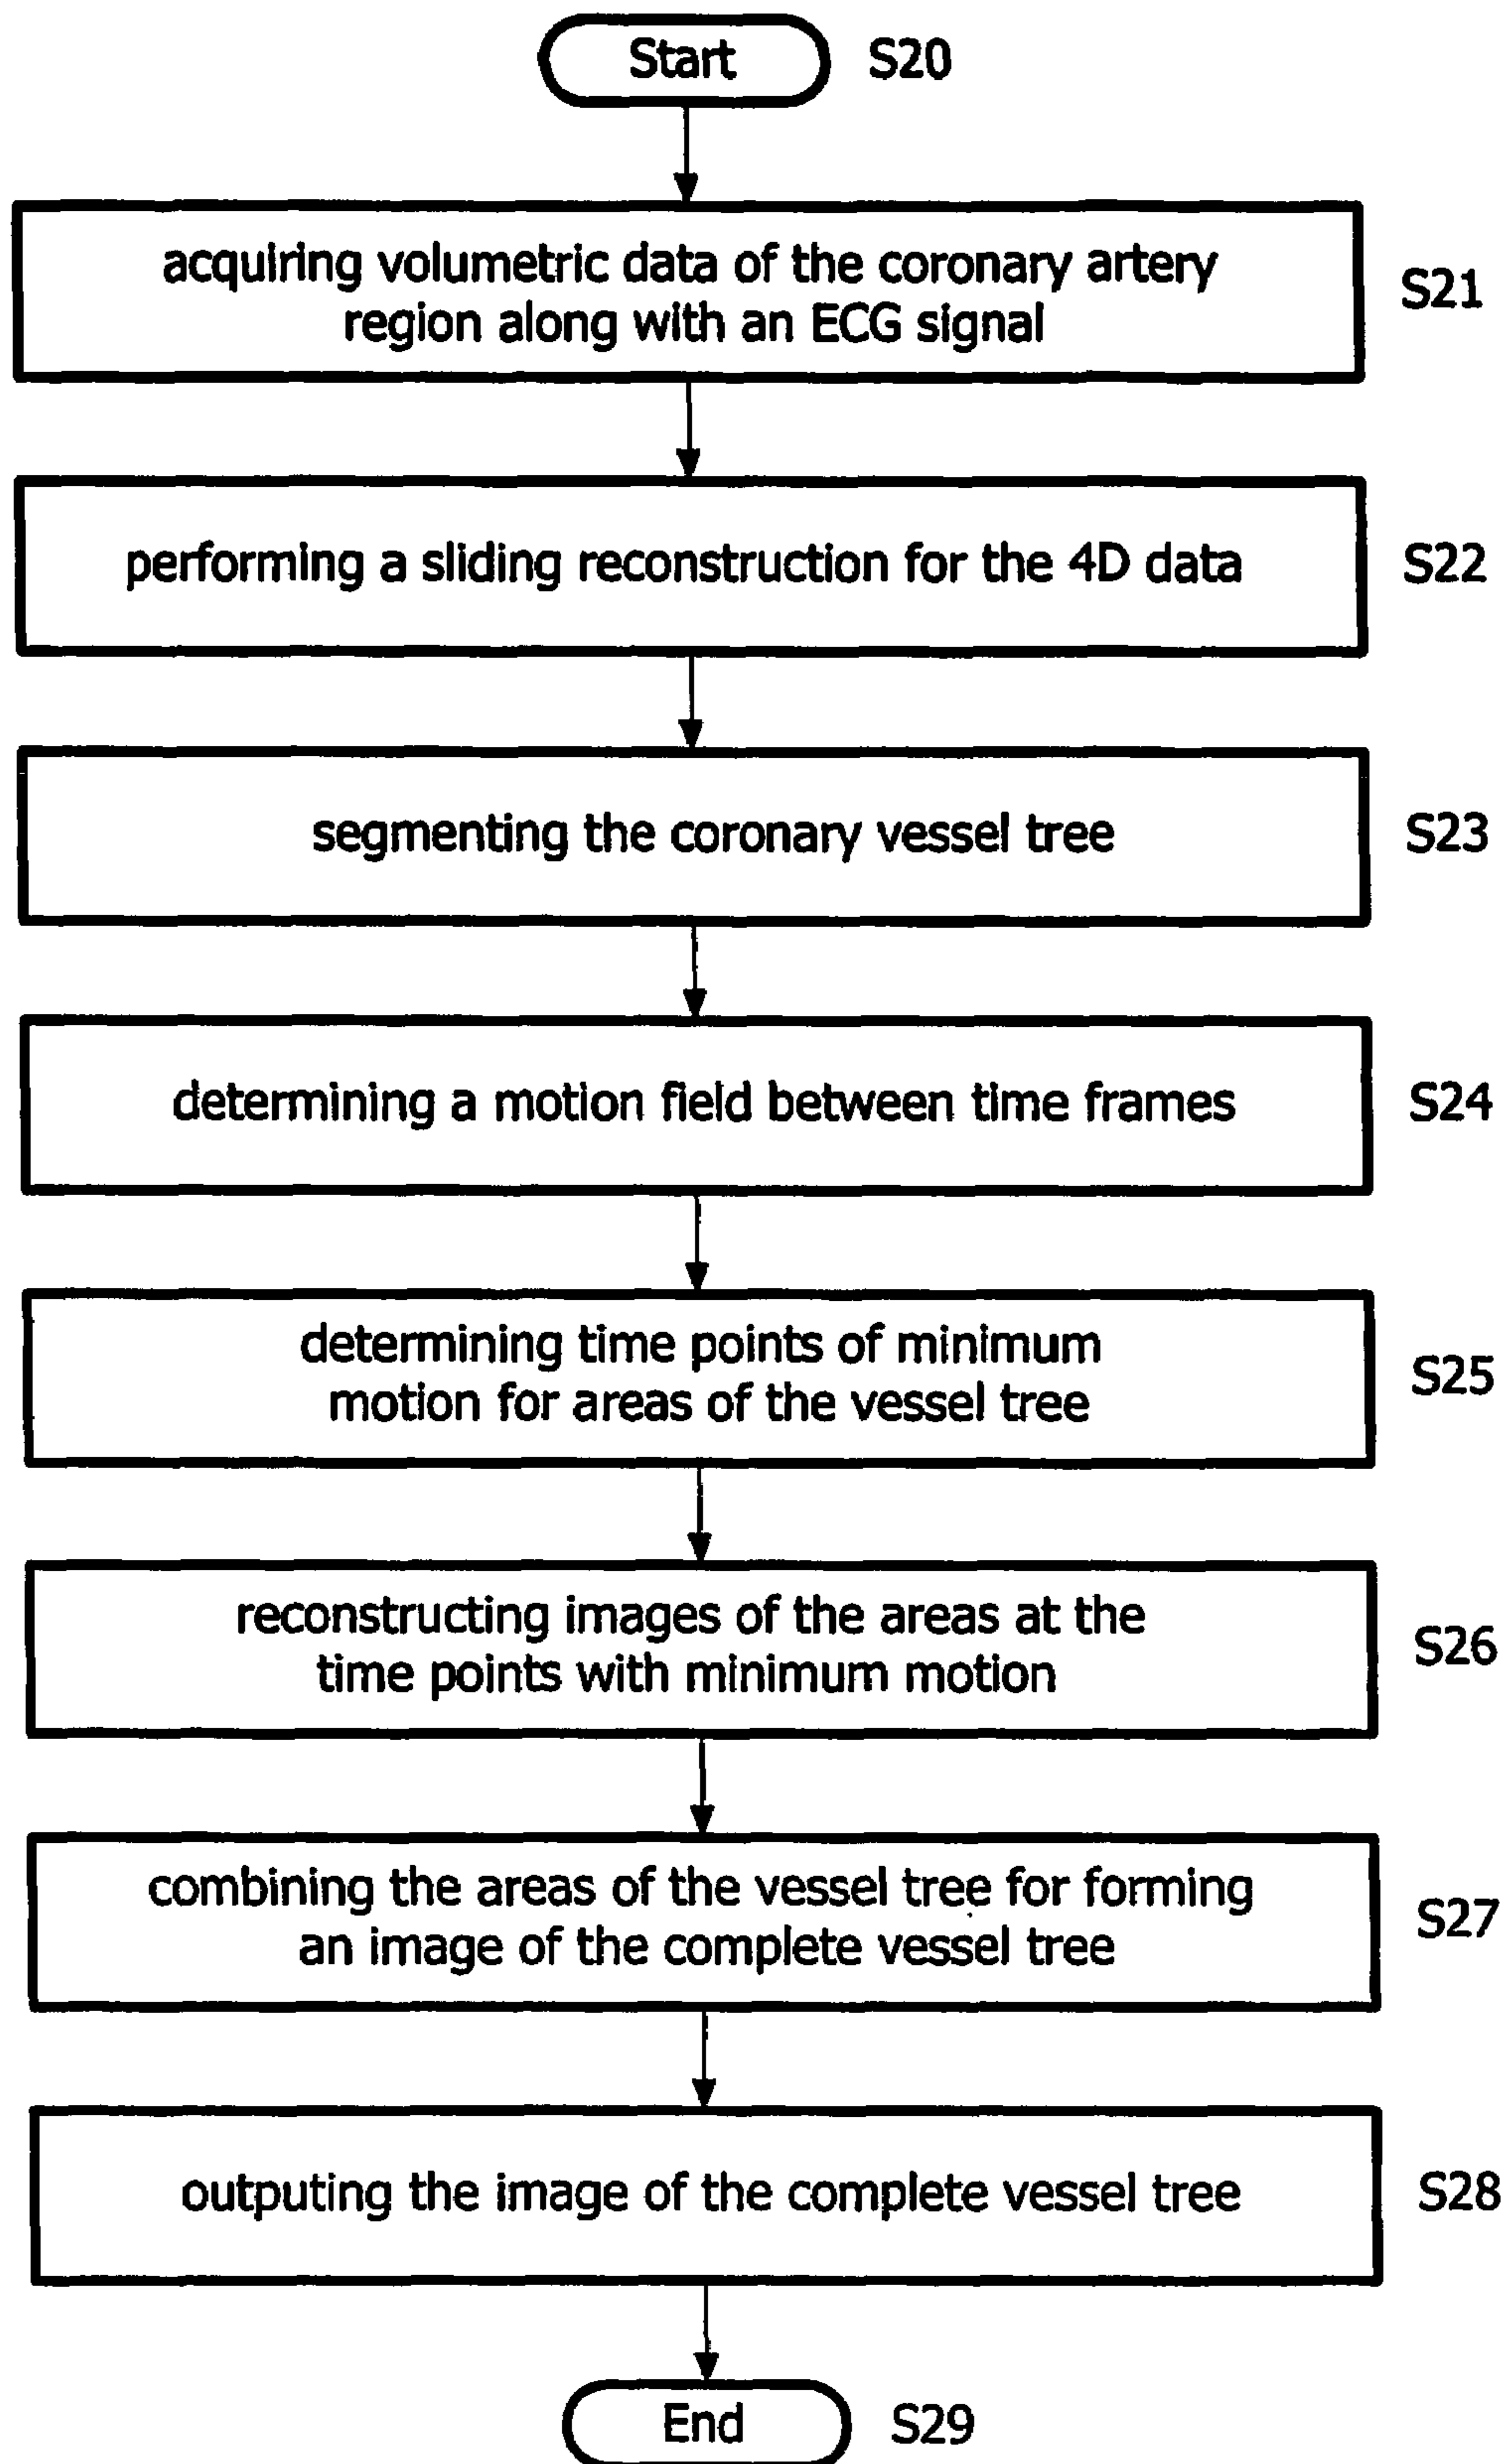 Start S20
acquiring volumetric data of the coronary artery
region along with an ECG signal
S21
performing a sliding reconstruction for the 4D data S22
segmenting the coronary vessel tree S23
determining a motion field between time frames S24
determining time points of minimum
motion for areas of the vessel tree
S25
reconstructing images of the areas at the
time points with minimum motion
S26
combining the areas of the vessel tree for forming
an image of the complete vessel tree
S27
outputing the image of the complete vessel tree S28
End S29